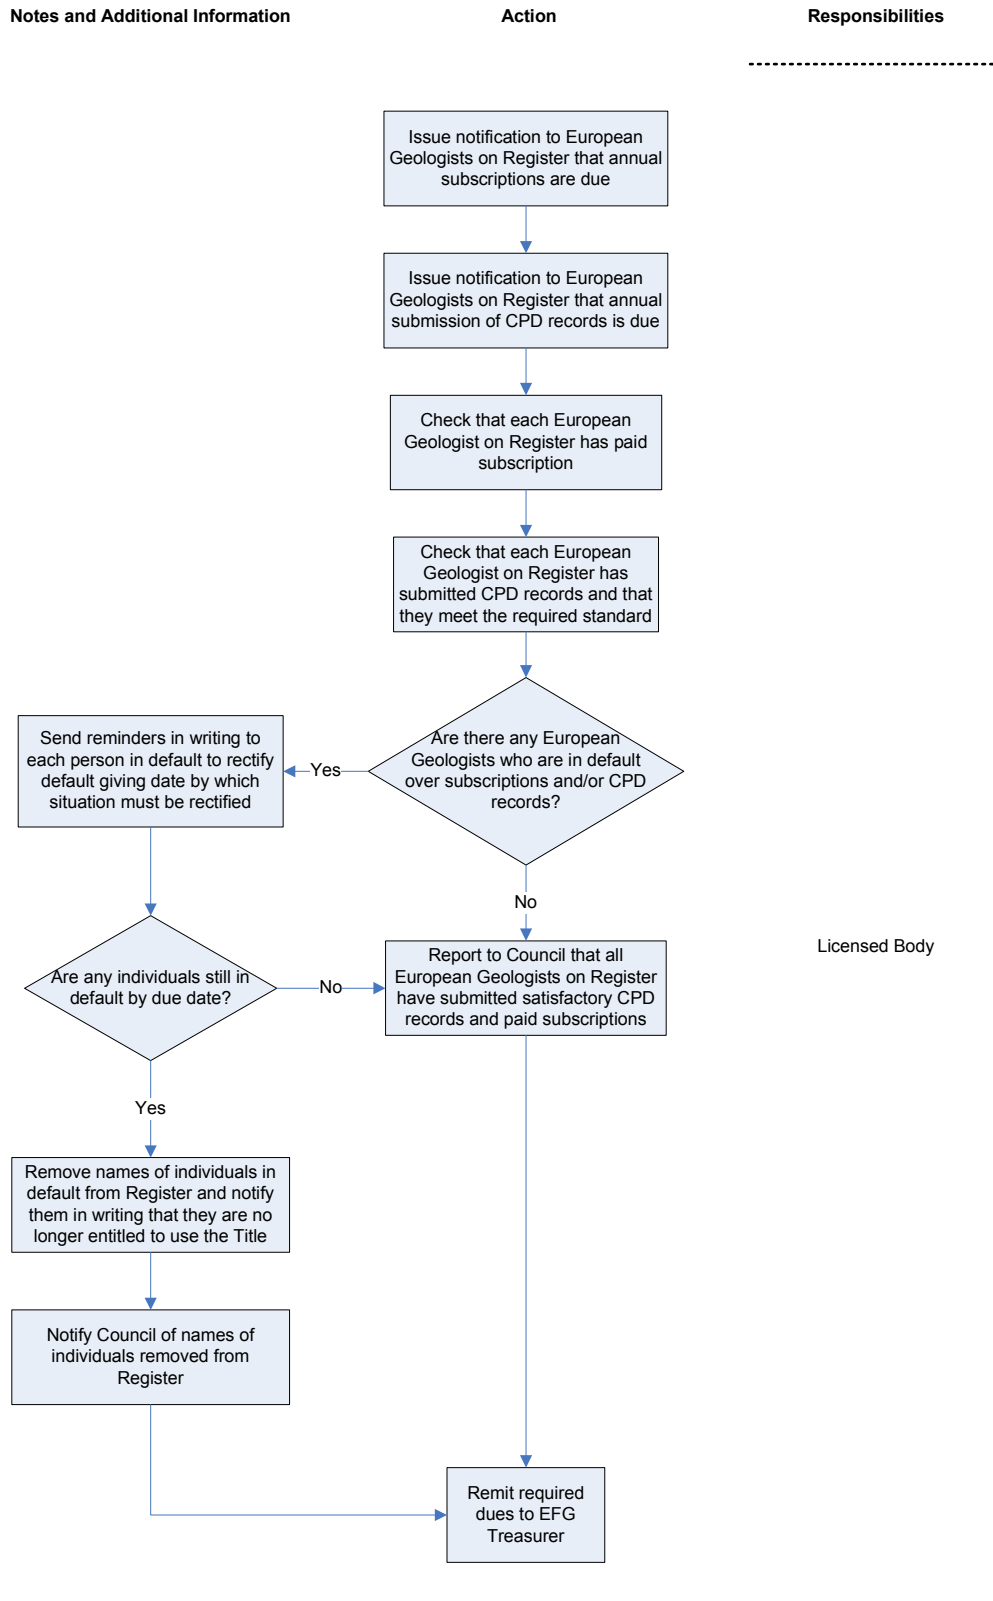 Notes and Additional Information
Action
Responsibilities
Issue notification to European
Geologists on Register that annual
subscriptions are due
Issue notification to European
Geologists on Register that annual
submission of CPD records is due
Check that each European
Geologist on Register has paid
subscription
Check that each European
Geologist on Register has
submitted CPD records and that
they meet the required standard
Are there any European
Geologists who are in default
over subscriptions and/or CPD
records?
Yes
Send reminders in writing to
each person in default to rectify
default giving date by which
situation must be rectified
No
Are any individuals still in
default by due date?
No
Report to Council that all
European Geologists on Register
have submitted satisfactory CPD
records and paid subscriptions
Licensed Body
Yes
Remove names of individuals in
default from Register and notify
them in writing that they are no
longer entitled to use the Title
Notify Council of names of
individuals removed from
Register
Remit required
dues to EFG
Treasurer